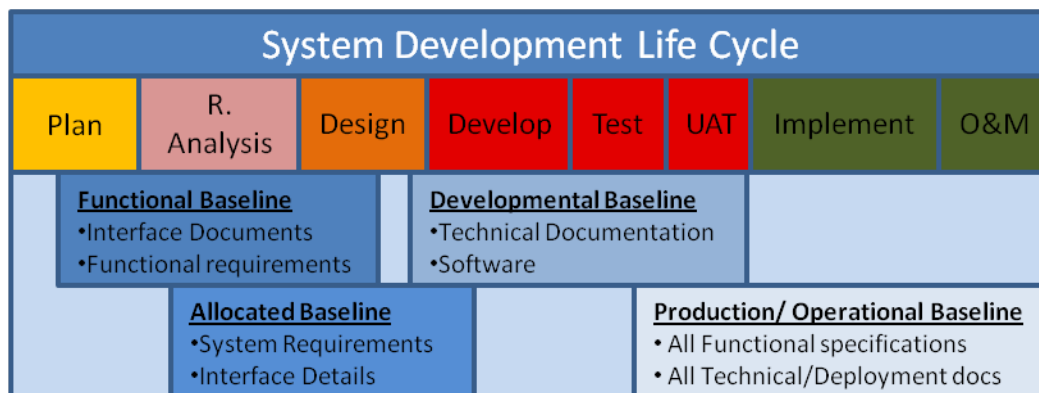 System Development Life Cycle
Plan
R.
Analysis
Design
Develop
Test
UAT
Implement
O&M
Functional Baseline
•Interface Documents
•Functional requirements
Developmental Baseline
•Technical Documentation
•Software
Allocated Baseline
•System Requirements
•Interface Details
Production/ Operational Baseline
• All Functional specifications
• All Technical/Deployment docs